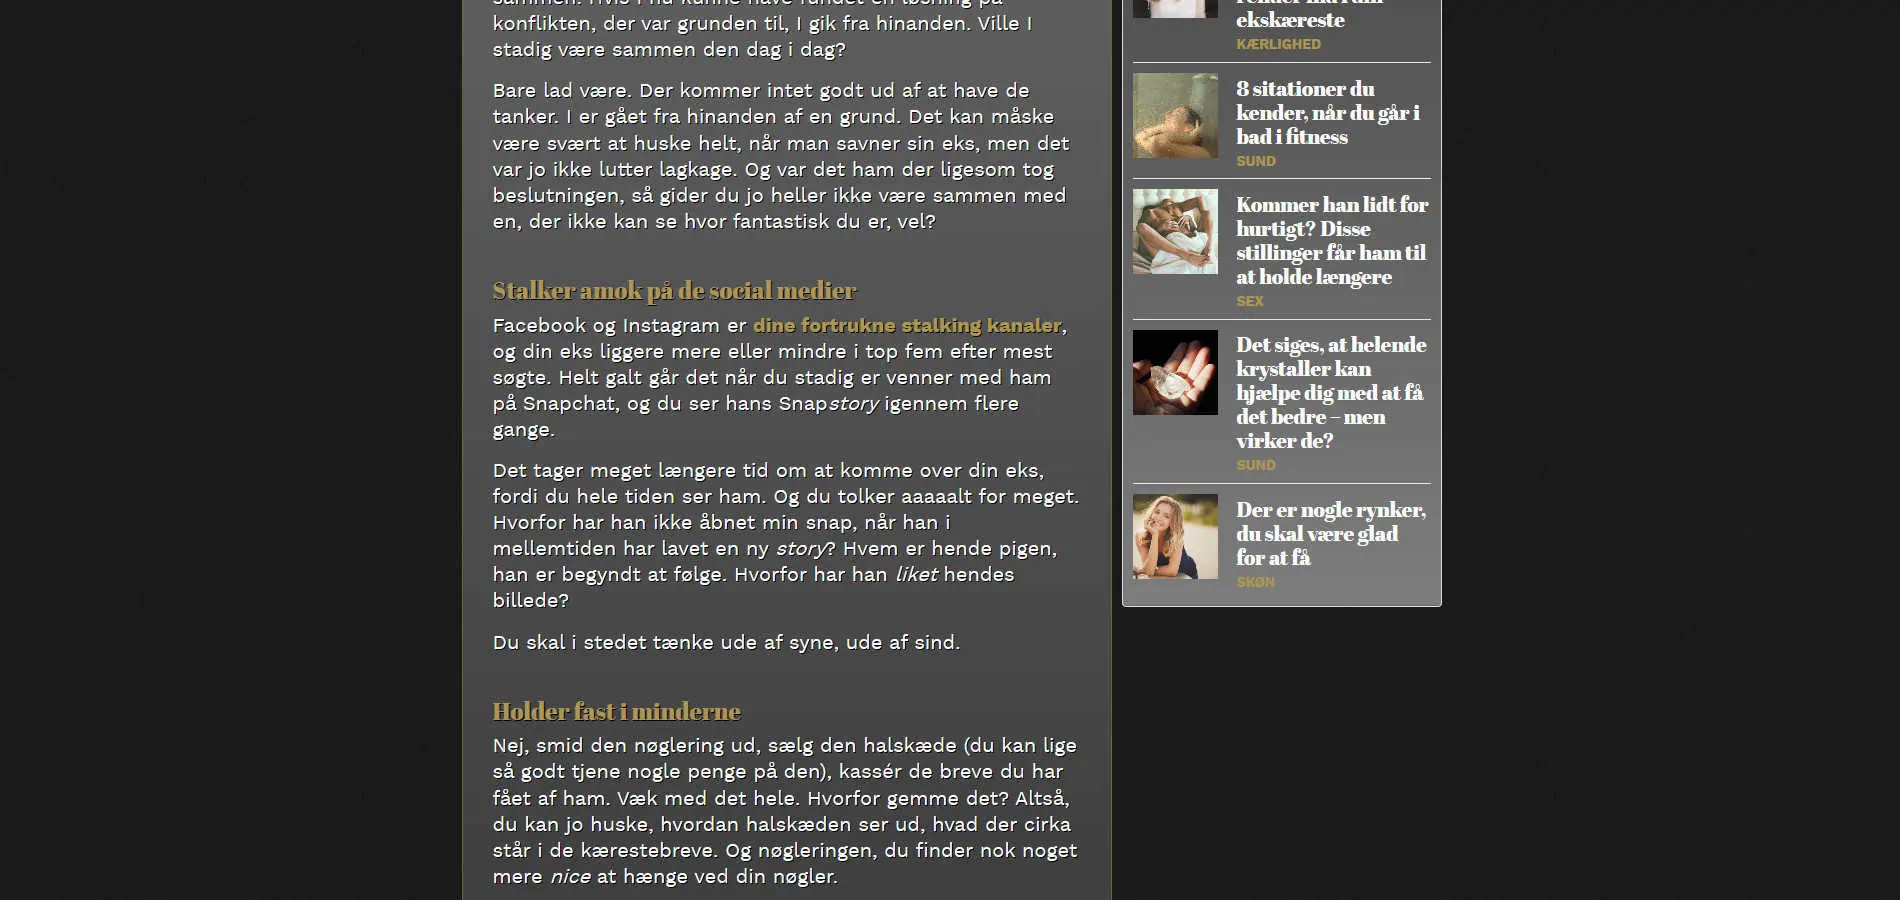 konflikten, der var grunden til, I gik fra hinanden. Ville I
stadig være sammen den dag i dag?
Bare lad være. Der kommer intet godt ud af at have de
tanker. I er gået fra hinanden af en grund. Det kan måske
være svært at huske helt, når man savner sin eks, men det
var jo ikke lutter lagkage. Og var det ham der ligesom tog
beslutningen, så gider du jo heller ikke være sammen med
en, der ikke kan se hvor fantastisk du er, vel?
Stalker amok på de social medier
Facebook og Instagram er dine fortrukne stalking kanaler,
og din eks liggere mere eller mindre i top fem efter mest
søgte. Helt galt går det når du stadig er venner med ham
på Snapchat, og du ser hans Snapstory igennem flere
gange.
Det tager meget længere tid om at komme over din eks,
fordi du hele tiden ser ham. Og du tolker aaaaalt for meget.
Hvorfor har han ikke åbnet min snap, når han i
mellemtiden har lavet en ny story? Hvem er hende pigen,
han er begyndt at følge. Hvorfor har han liket hendes
billede?
Du skal i stedet tænke ude af syne, ude af sind.
Holder fast i minderne
Nej, smid den nøglering ud, sælg den halskæde (du kan lige
så godt tjene nogle penge på den), kassér de breve du har
fået af ham. Væk med det hele. Hvorfor gemme det? Altså,
du kan jo huske, hvordan halskæden ser ud, hvad der cirka
står i de kærestebreve. Og nøgleringen, du finder nok noget
mere nice at hænge ved din nøgler.
ekskæreste
KÆRLIGHED
8 sitationer du
kender, når du går i
bad i fitness
SUND
Kommer han lidt for
hurtigt? Disse
stillinger får ham til
at holde længere
SEX
Det siges, at helende
krystaller kan
hjælpe dig med at få
det bedre – men
virker de?
SUND
Der er nogle rynker,
du skal være glad
for at få
SKØN